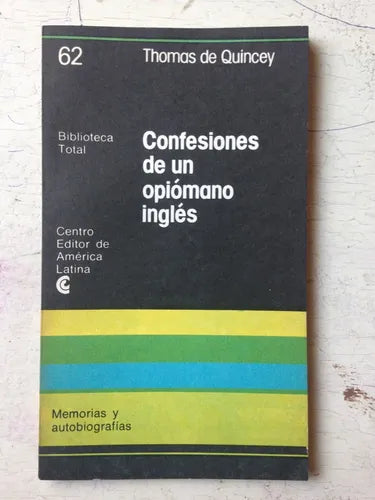 62
Thomas de Quincey
Biblioteca
Total
Confesiones
de un
opiómano
inglés
Centro
Editor de
América
Latina
Memorias y
autobiografías